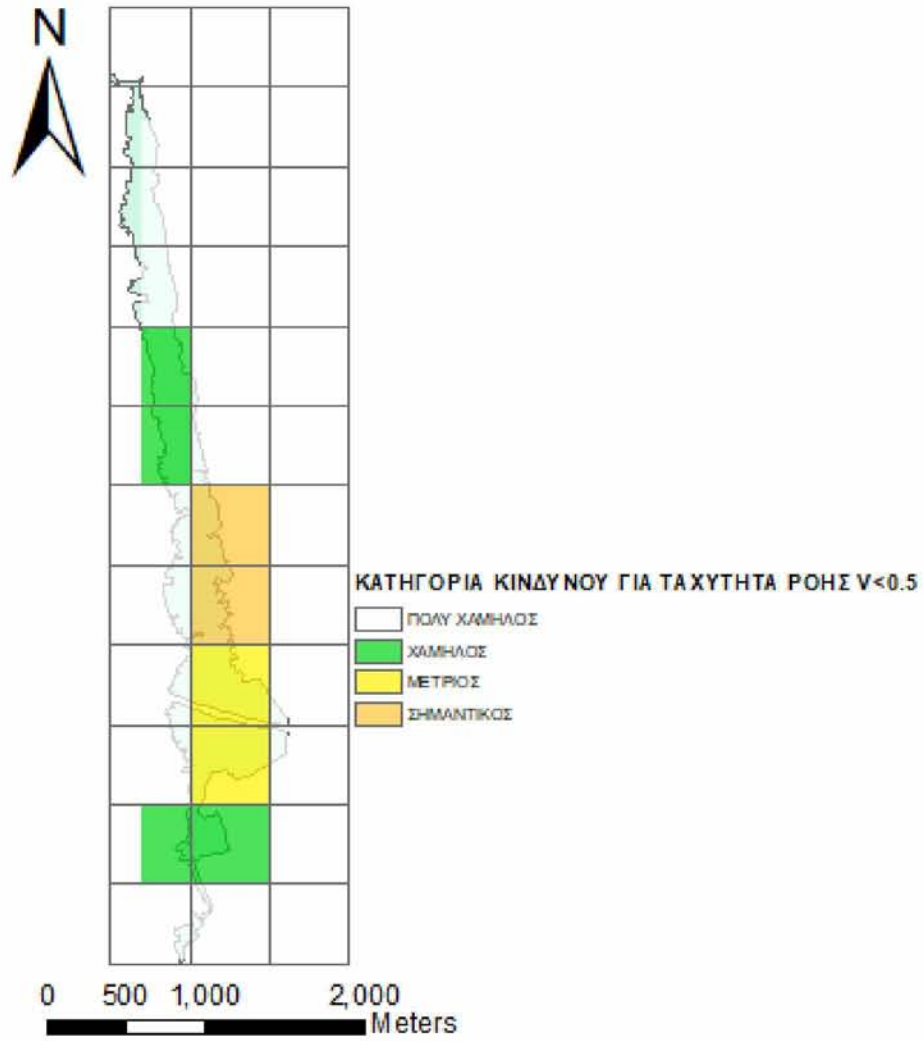 N
ΚΑΤΗΓΟΡΙΑ ΚΙΝΔΥΝΟΥ ΓΙΑ ΤΑΧΥΤΗΤΑ ΡΟΗΣ V<0.5
ΠΟΛΥ ΧΑΜΗΛΟΣ
ΧΑΜΗΛΟΣ
ΜΕΤΡΙΟΣ
ΣΗΜΑΝΤΙΚΟΣ
0 500 1,000 2,000
Meters